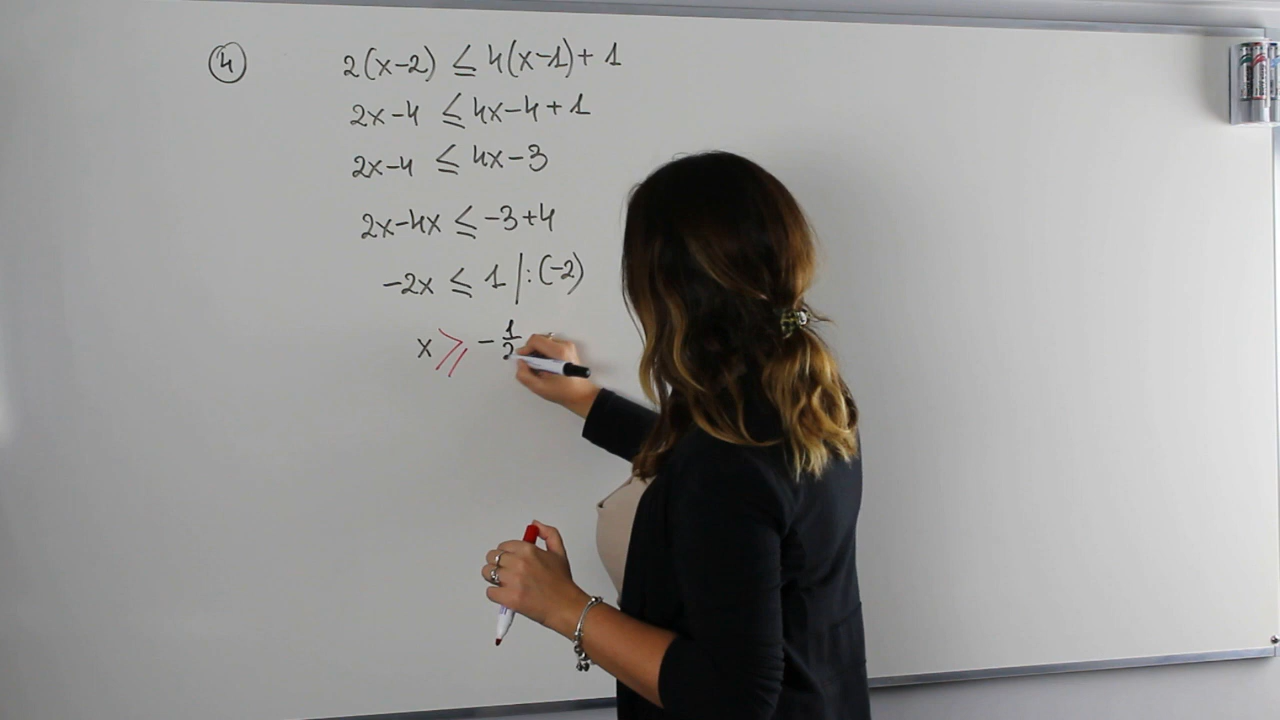 ④ 2(x-2) ≤ 4(x-1)+1
2x-4 ≤ 4x-4+1
2x-4 ≤ 4x-3
2x-4x ≤ -3+4
-2x ≤ 1 |:(-2)
x ⩾ -1/2